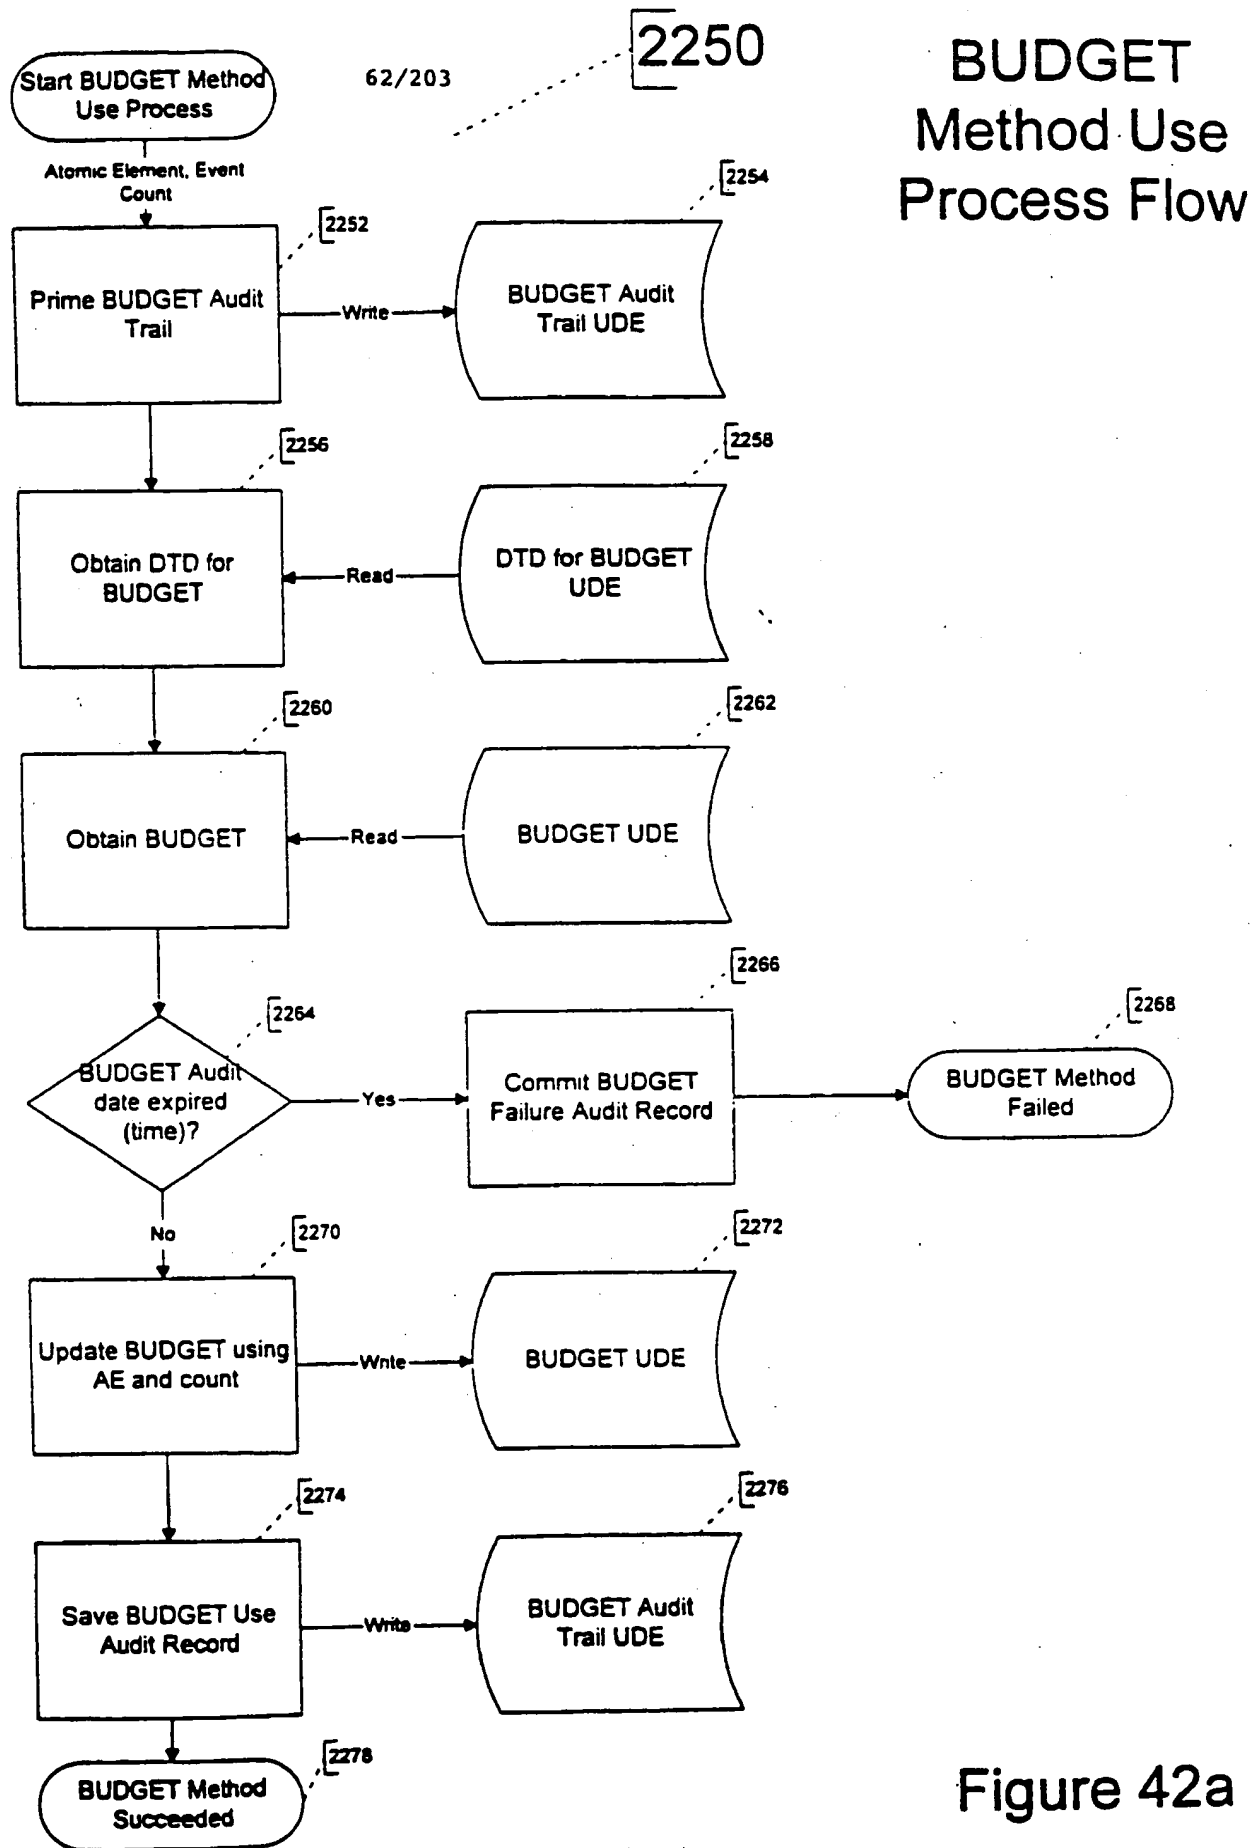 62/203
2250
BUDGET
Method Use
Process Flow
Start BUDGET Method
Use Process
Atomic Element, Event
Count
2252
2254
Prime BUDGET Audit
Trail
Write
BUDGET Audit
Trail UDE
2256
2258
Obtain DTD for
BUDGET
Read
DTD for BUDGET
UDE
2260
2262
Obtain BUDGET
Read
BUDGET UDE
2264
2266
2268
BUDGET Audit
date expired
(time)?
Yes
Commit BUDGET
Failure Audit Record
BUDGET Method
Failed
No
2270
2272
Update BUDGET using
AE and count
Write
BUDGET UDE
2274
2276
Save BUDGET Use
Audit Record
Write
BUDGET Audit
Trail UDE
2278
BUDGET Method
Succeeded
Figure 42a